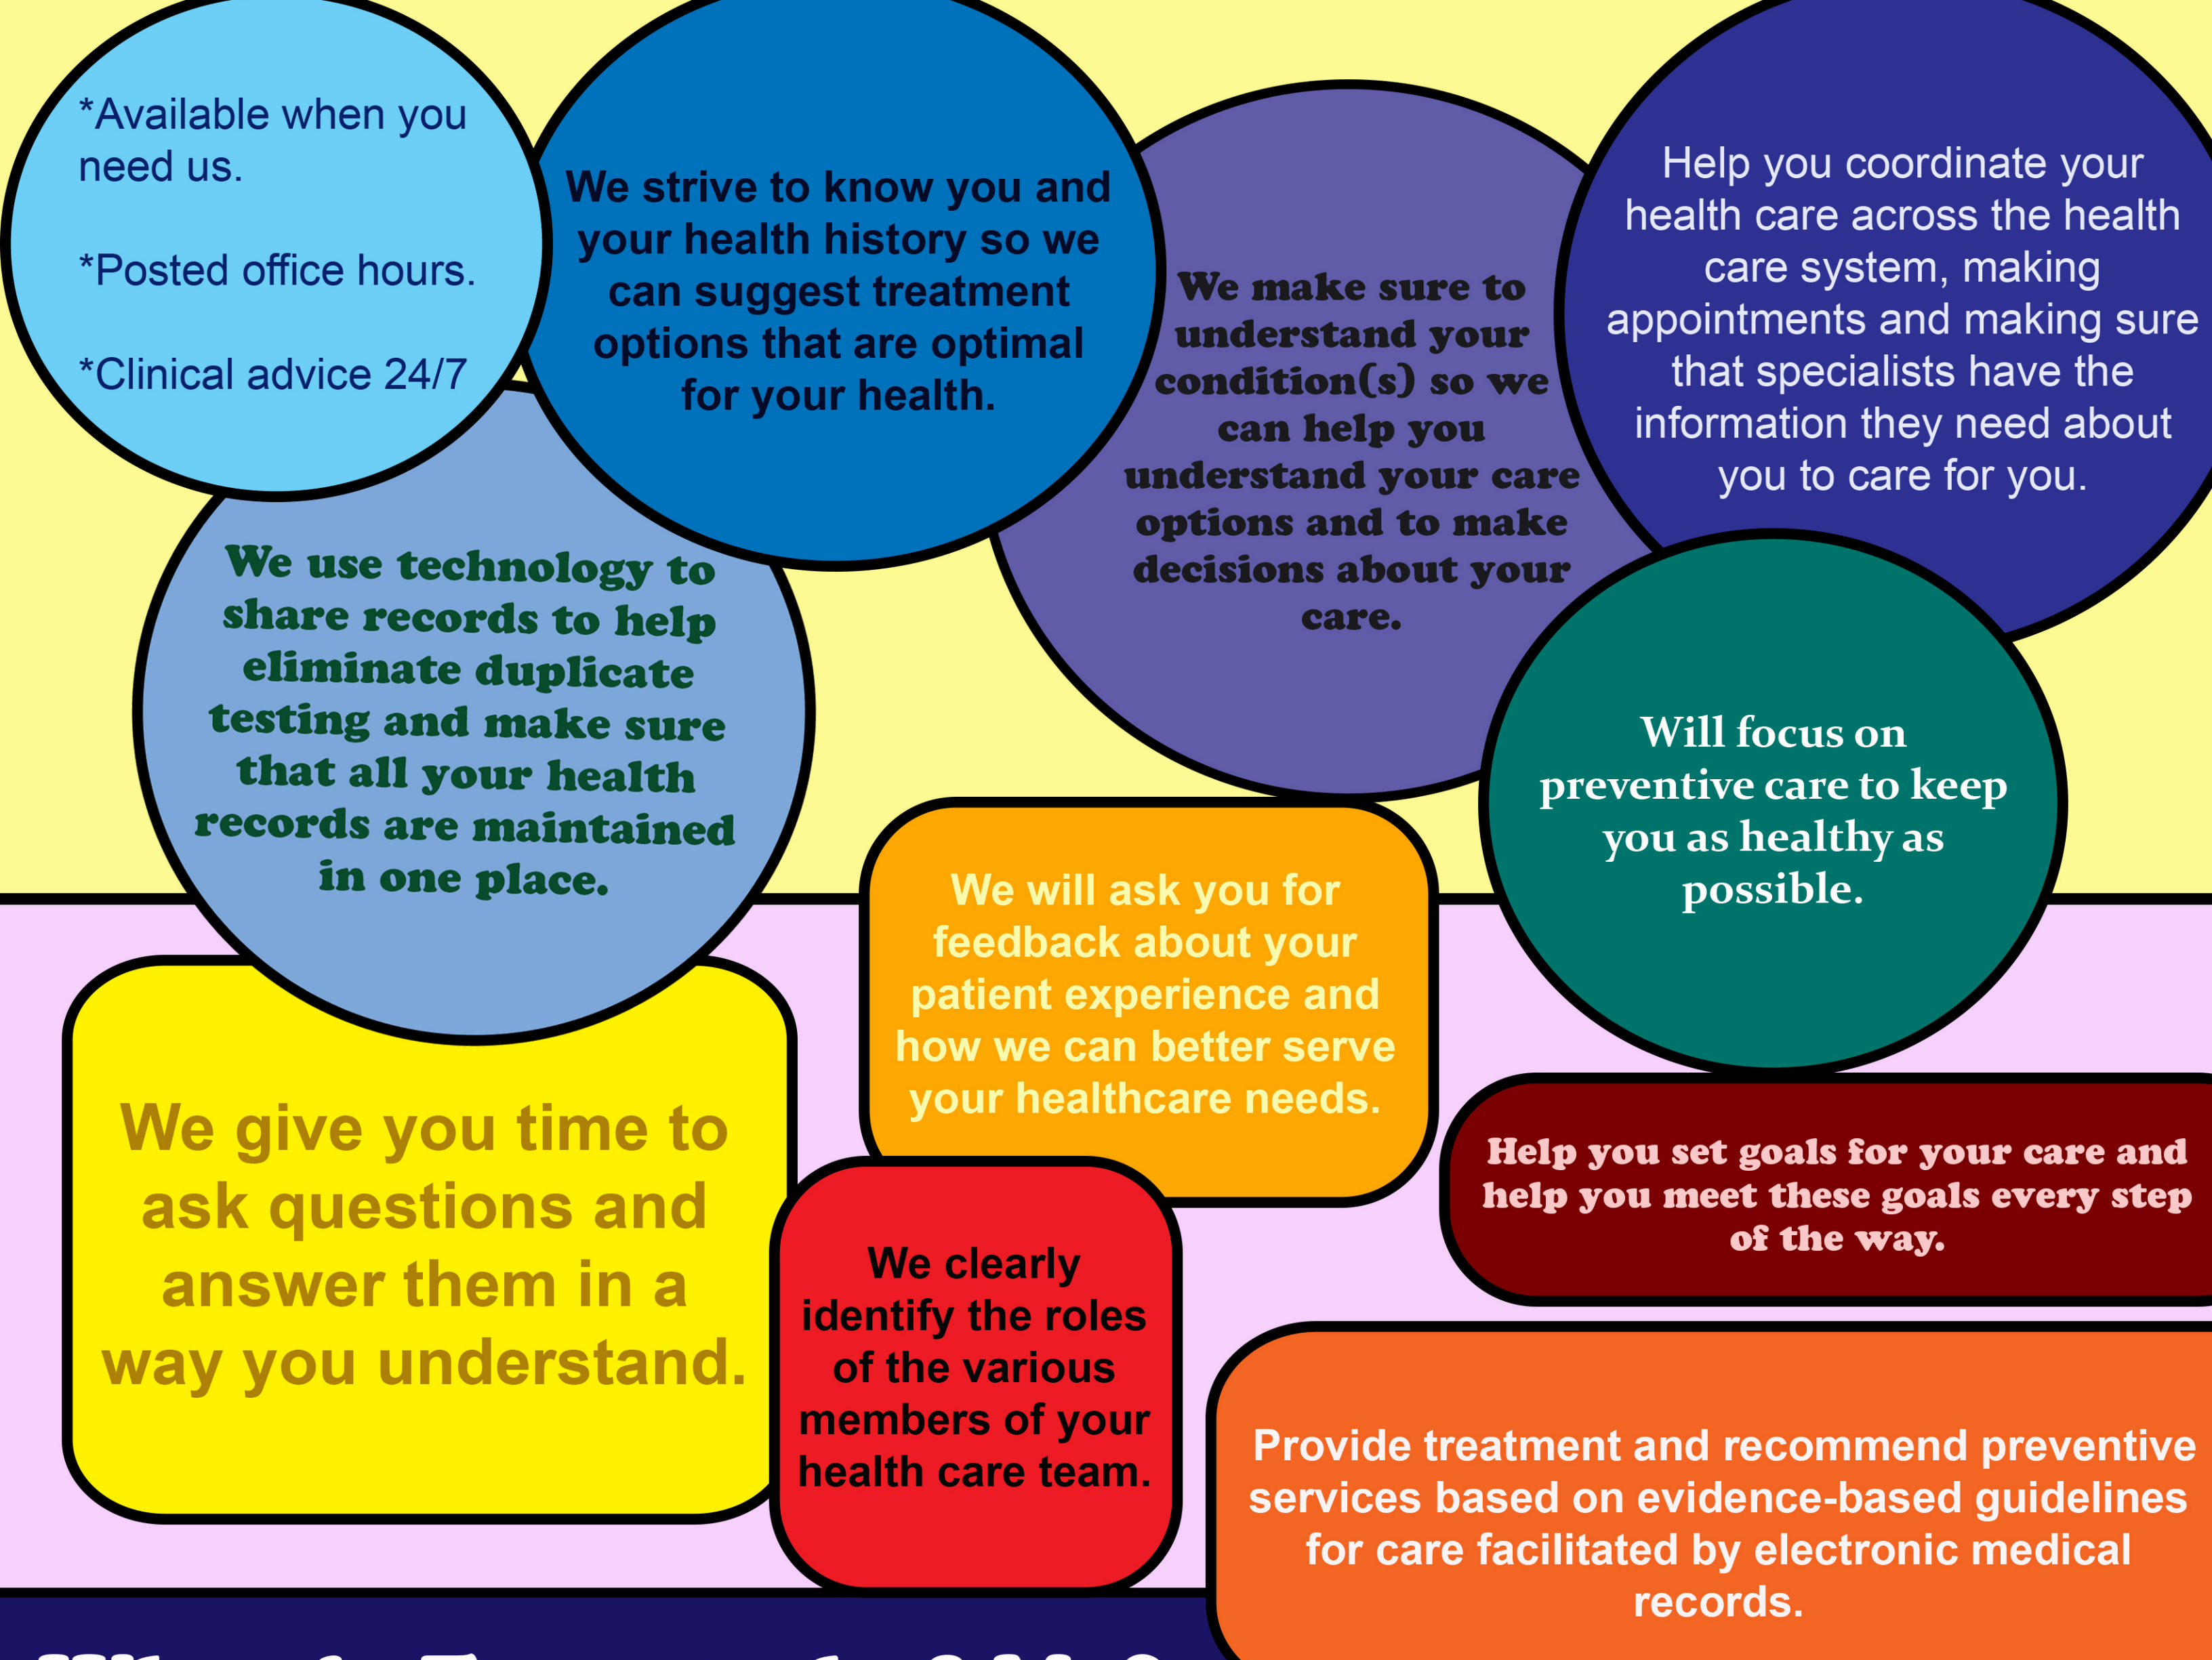 *Available when you
need us.
*Posted office hours.
*Clinical advice 24/7
We strive to know you and
your health history so we
can suggest treatment
options that are optimal
for your health.
We make sure to
understand your
condition(s) so we
can help you
understand your care
options and to make
decisions about your
care.
Help you coordinate your
health care across the health
care system, making
appointments and making sure
that specialists have the
information they need about
you to care for you.
We use technology to
share records to help
eliminate duplicate
testing and make sure
that all your health
records are maintained
in one place.
Will focus on
preventive care to keep
you as healthy as
possible.
We will ask you for
feedback about your
patient experience and
how we can better serve
your healthcare needs.
We give you time to
ask questions and
answer them in a
way you understand.
Help you set goals for your care and
help you meet these goals every step
of the way.
We clearly
identify the roles
of the various
members of your
health care team.
Provide treatment and recommend preventive
services based on evidence-based guidelines
for care facilitated by electronic medical
records.